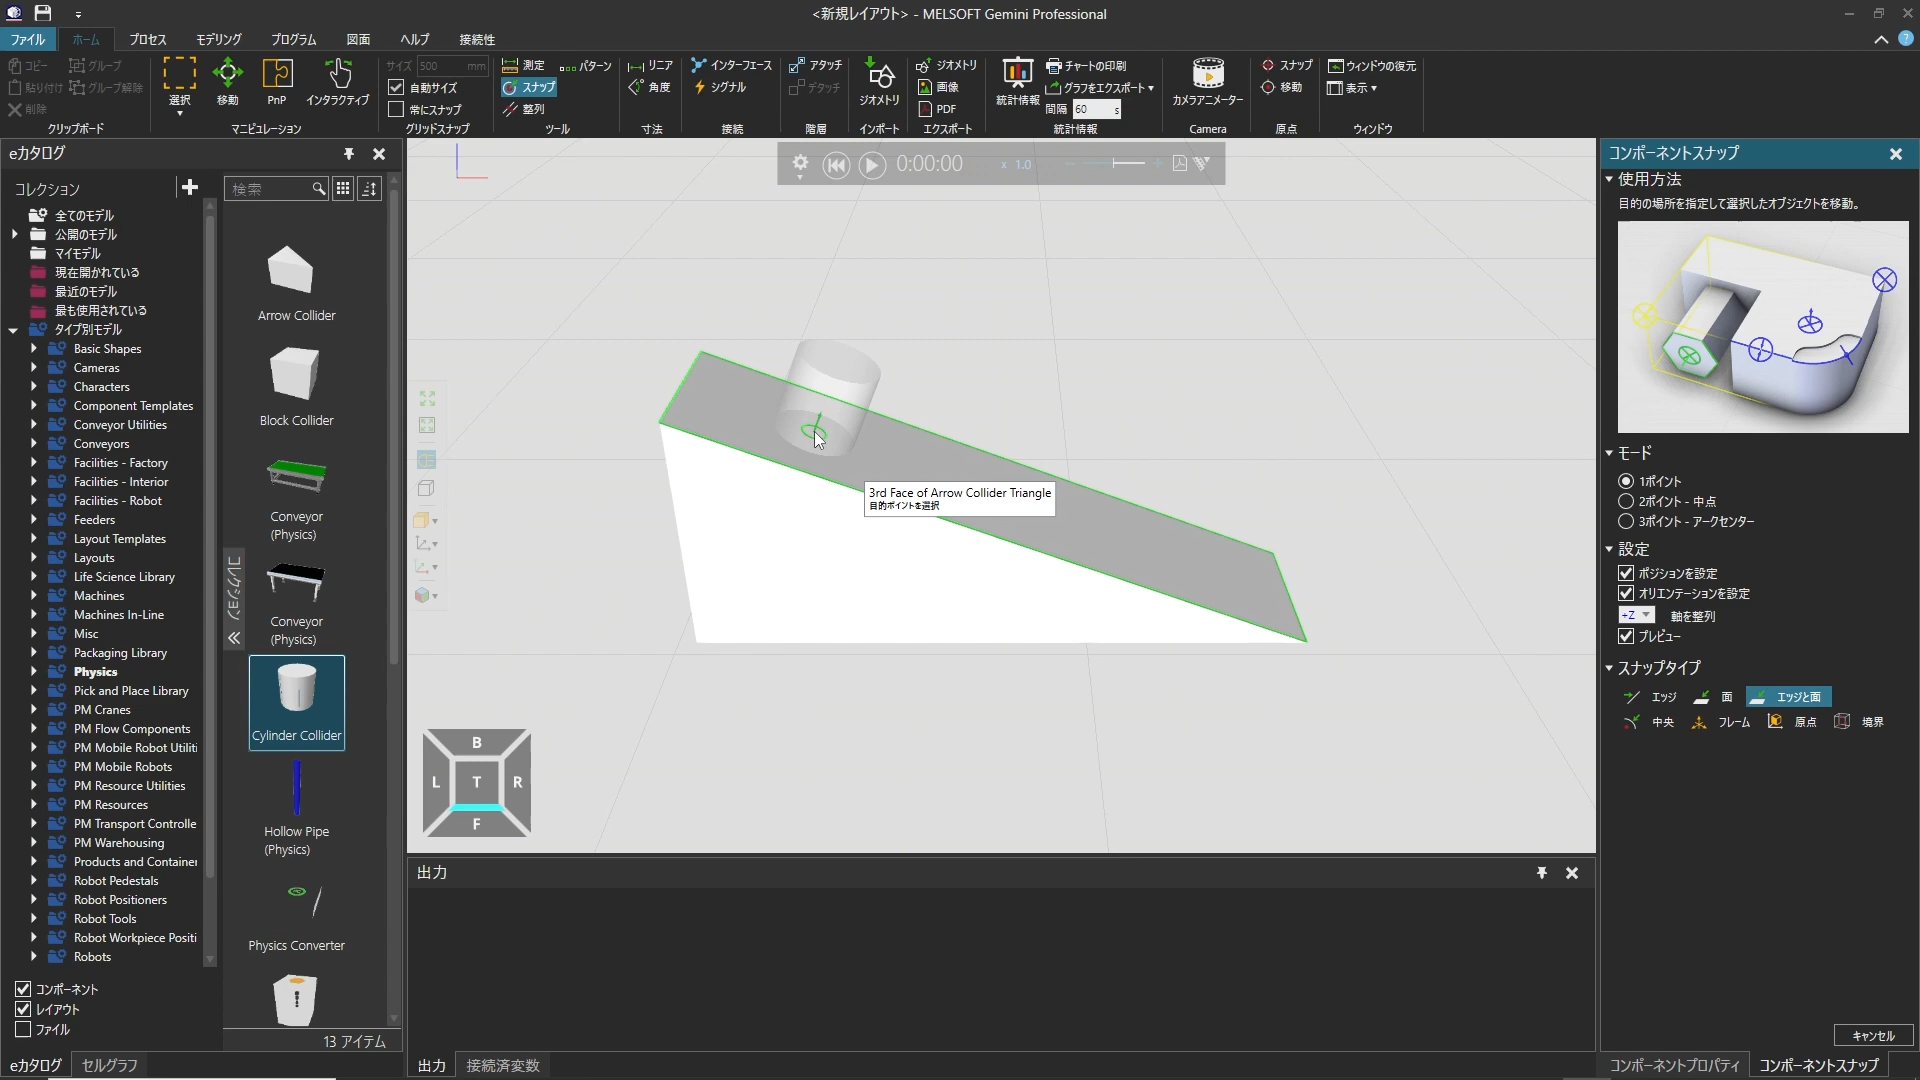 <新規レイアウト> - MELSOFT Gemini Professional
ファイル
ホーム
プロセス
モデリング
プログラム
図面
ヘルプ
接続性
コピー
グループ
貼り付け
グループ解除
削除
クリップボード
選択
移動
PnP
インタラクティブ
マニピュレーション
サイズ 500 mm
自動サイズ
常にスナップ
グリッドスナップ
測定
パターン
スナップ
整列
ツール
リニア
角度
寸法
インターフェース
シグナル
接続
アタッチ
デタッチ
階層
ジオメトリ
インポート
ジオメトリ
画像
PDF
エクスポート
統計情報
チャートの印刷
グラフをエクスポート
間隔 60 s
統計情報
カメラアニメーター
Camera
スナップ
移動
原点
ウィンドウの復元
表示
ウィンドウ
eカタログ
コレクション
検索
全てのモデル
公開のモデル
マイモデル
現在開かれている
最近のモデル
最も使用されている
タイプ別モデル
Basic Shapes
Cameras
Characters
Component Templates
Conveyor Utilities
Conveyors
Facilities - Factory
Facilities - Interior
Facilities - Robot
Feeders
Layout Templates
Layouts
Life Science Library
Machines
Machines In-Line
Misc
Packaging Library
Physics
Pick and Place Library
PM Cranes
PM Flow Components
PM Mobile Robot Utiliti
PM Mobile Robots
PM Resource Utilities
PM Resources
PM Transport Controlle
PM Warehousing
Products and Container
Robot Pedestals
Robot Positioners
Robot Tools
Robot Workpiece Positi
Robots
コンポーネント
レイアウト
ファイル
コレクション
Arrow Collider
Block Collider
Conveyor
(Physics)
Conveyor
(Physics)
Cylinder Collider
Hollow Pipe
(Physics)
Physics Converter
13 アイテム
eカタログ
セルグラフ
0:00:00
x 1.0
3rd Face of Arrow Collider Triangle
目的ポイントを選択
B
L
T
R
F
出力
出力
接続済変数
コンポーネントスナップ
使用方法
目的の場所を指定して選択したオブジェクトを移動。
モード
1ポイント
2ポイント - 中点
3ポイント - アークセンター
設定
ポジションを設定
オリエンテーションを設定
+Z 軸を整列
プレビュー
スナップタイプ
エッジ
面
エッジと面
中央
フレーム
原点
境界
キャンセル
コンポーネントプロパティ
コンポーネントスナップ